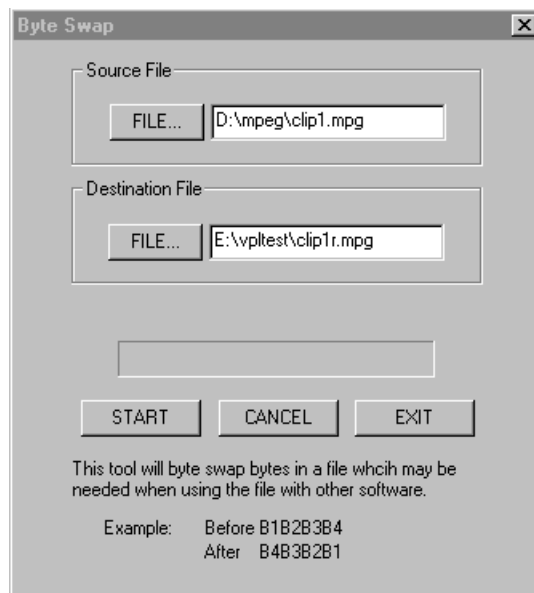 Byte Swap
Source File
FILE... D:\mpeg\clip1.mpg
Destination File
FILE... E:\vpltest\clip1r.mpg
START CANCEL EXIT
This tool will byte swap bytes in a file whcih may be
needed when using the file with other software.
Example: Before B1B2B3B4
After B4B3B2B1